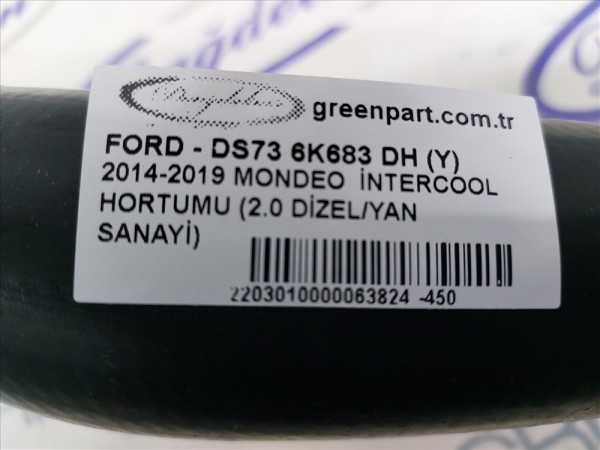 greenpart.com.tr
FORD - DS73 6K683 DH (Y)
2014-2019 MONDEO İNTERCOOL
HORTUMU (2.0 DİZEL/YAN
SANAYİ)
2203010000063824 -450